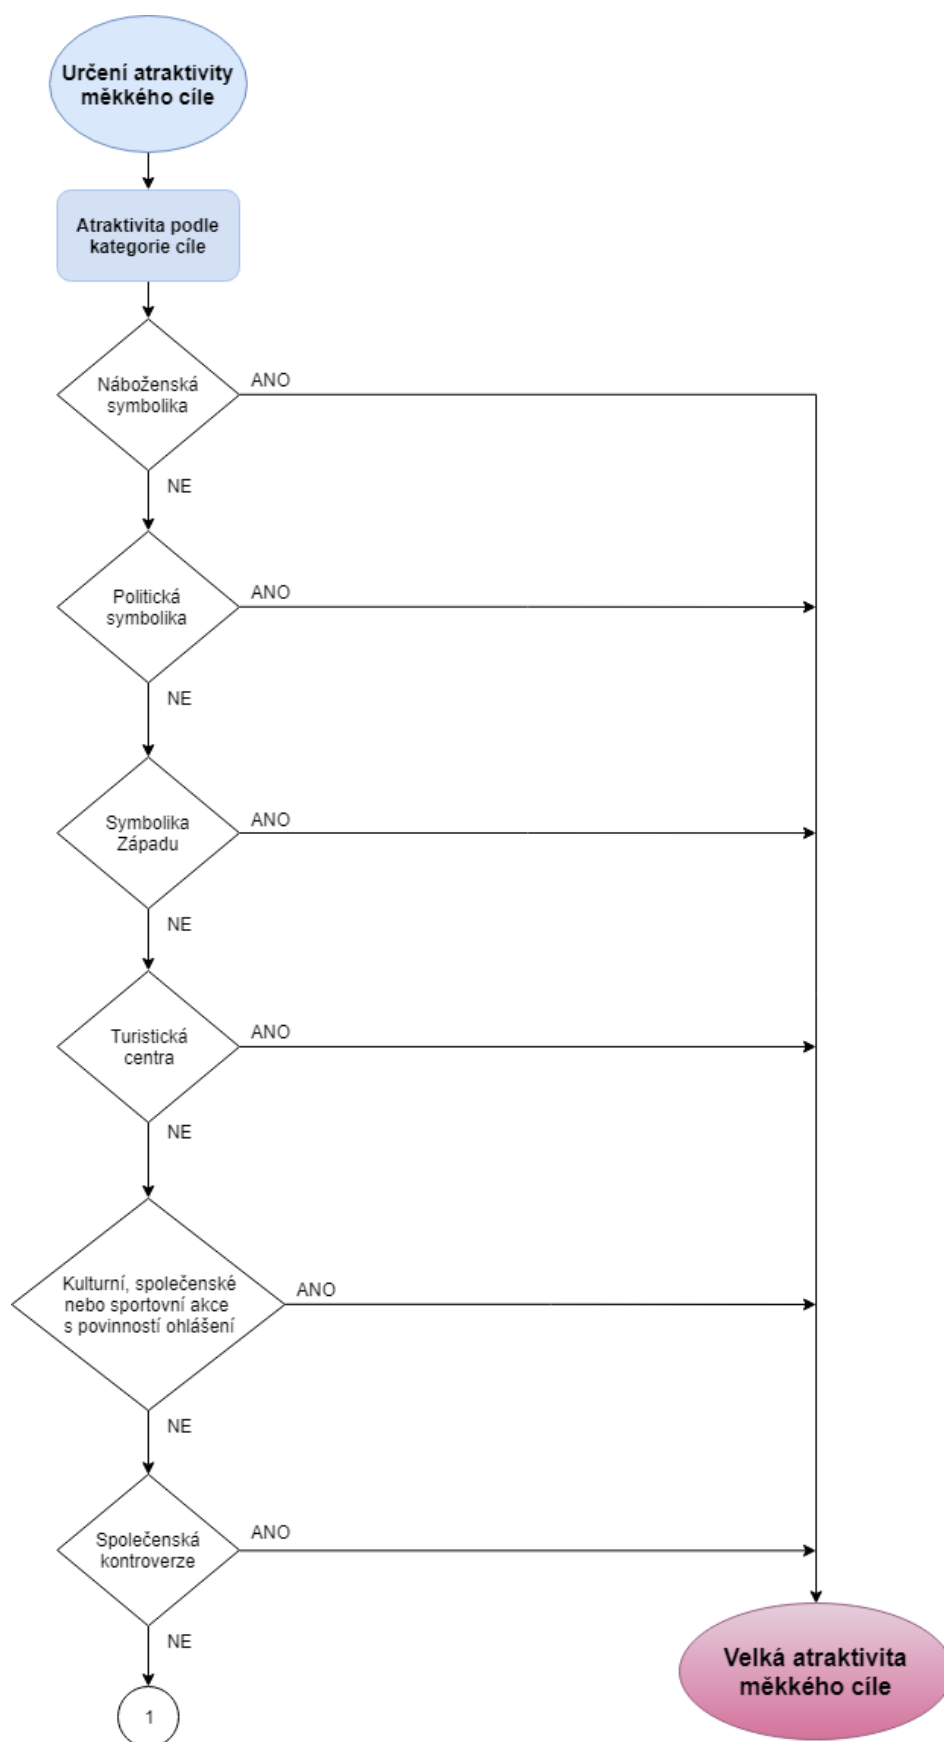 Určení atraktivity
měkkého cíle
Atraktivita podle
kategorie cíle
Náboženská
symbolika
ANO
NE
Politická
symbolika
ANO
NE
Symbolika
Západu
ANO
NE
Turistická
centra
ANO
NE
Kulturní, společenské
nebo sportovní akce
s povinností ohlášení
ANO
NE
Společenská
kontroverze
ANO
NE
Velká atraktivita
měkkého cíle
1